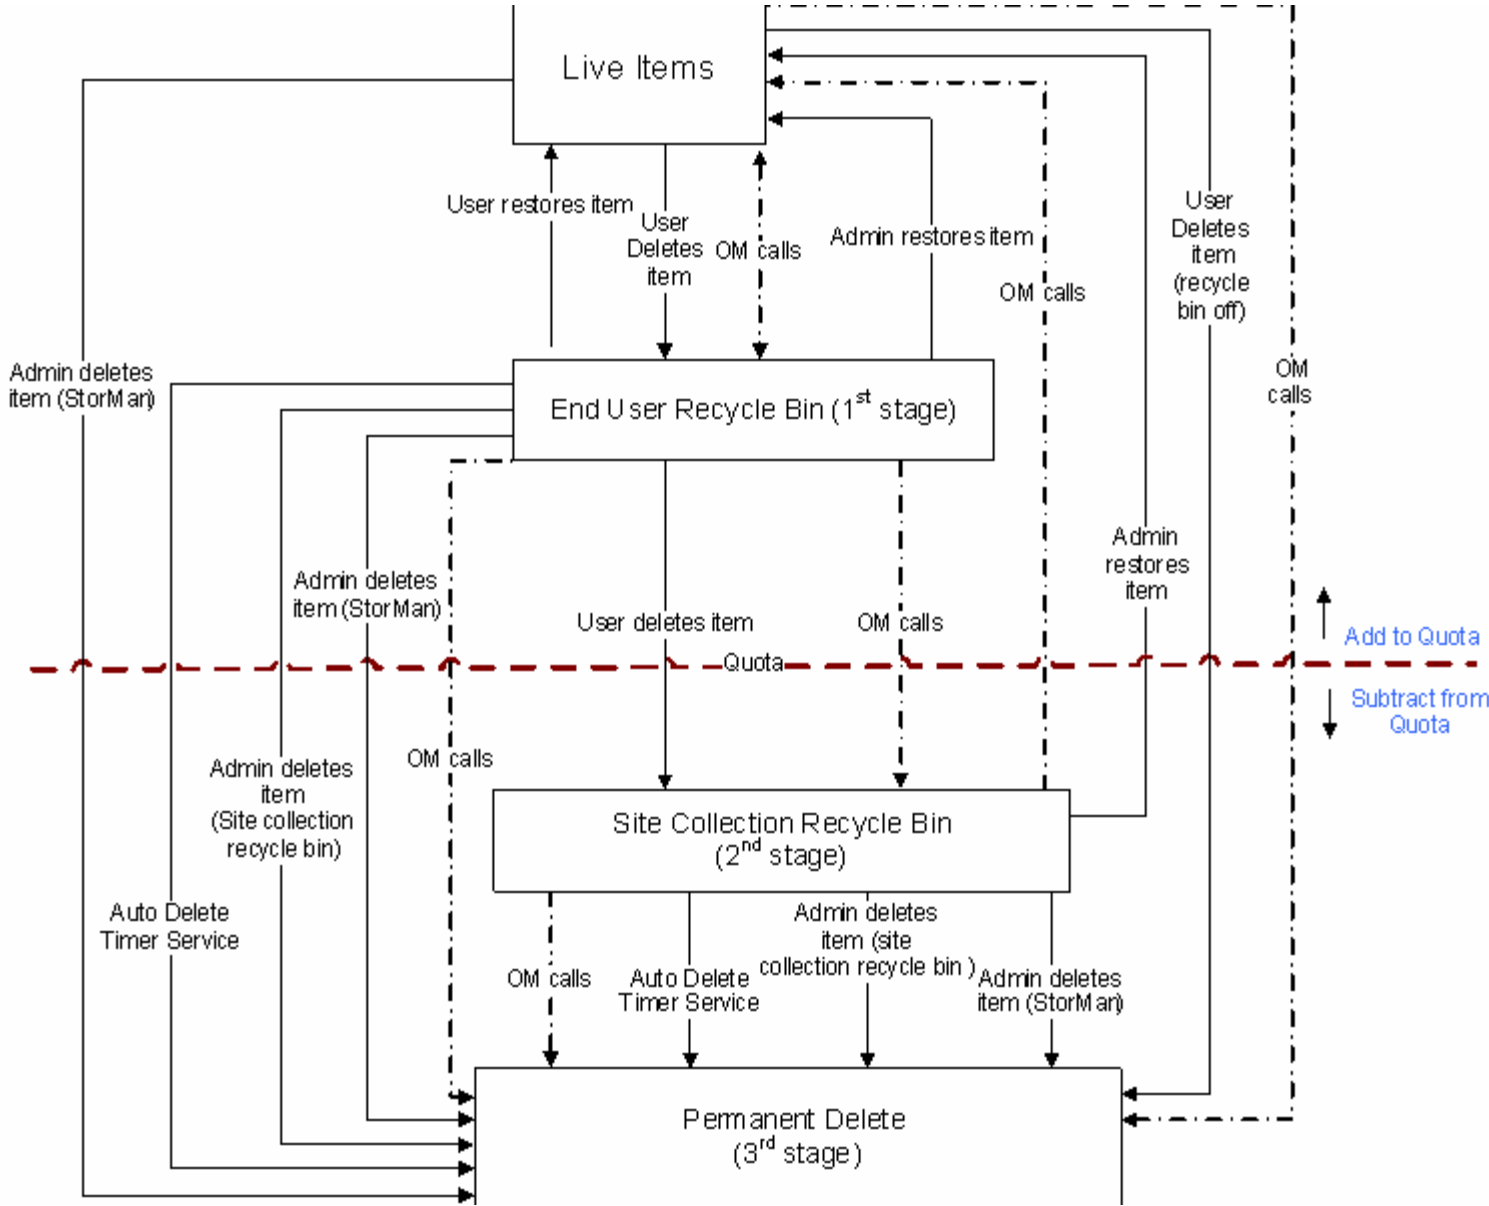 Live Items
User restores item
User
Deletes
item
OM calls
Admin restores item
OM calls
User
Deletes
item
(recycle
bin off)
OM
calls
Admin deletes
item (StorMan)
End User Recycle Bin (1st stage)
Admin deletes
item (StorMan)
User deletes item
OM calls
Admin
restores
item
Add to Quota
Quota
Subtract from
Quota
OM calls
Admin deletes
item
(Site collection
recycle bin)
Site Collection Recycle Bin
(2nd stage)
Auto Delete
Timer Service
OM calls
Auto Delete
Timer Service
Admin deletes
item (site
collection recycle bin )
Admin deletes
item (StorMan)
Permanent Delete
(3rd stage)